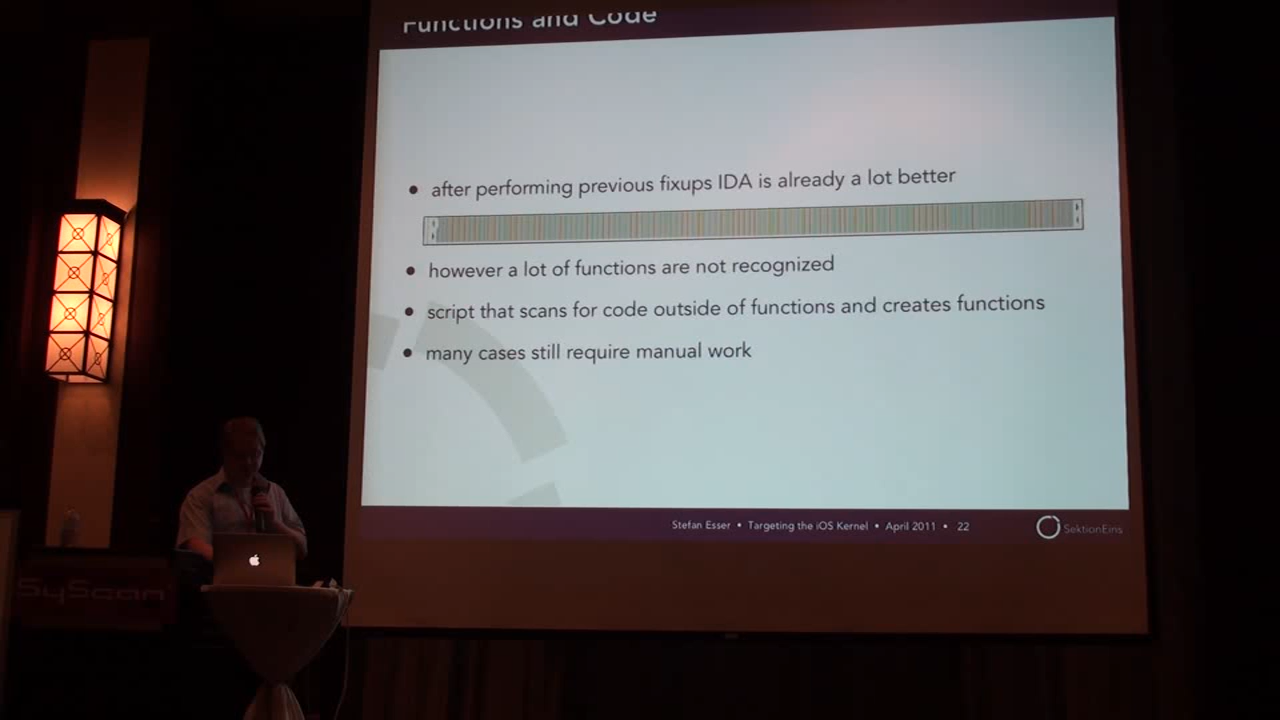 Functions and Code
• after performing previous fixups IDA is already a lot better
• however a lot of functions are not recognized
• script that scans for code outside of functions and creates functions
• many cases still require manual work
Stefan Esser • Targeting the iOS Kernel • April 2011 • 22
SektionEins
SyScan